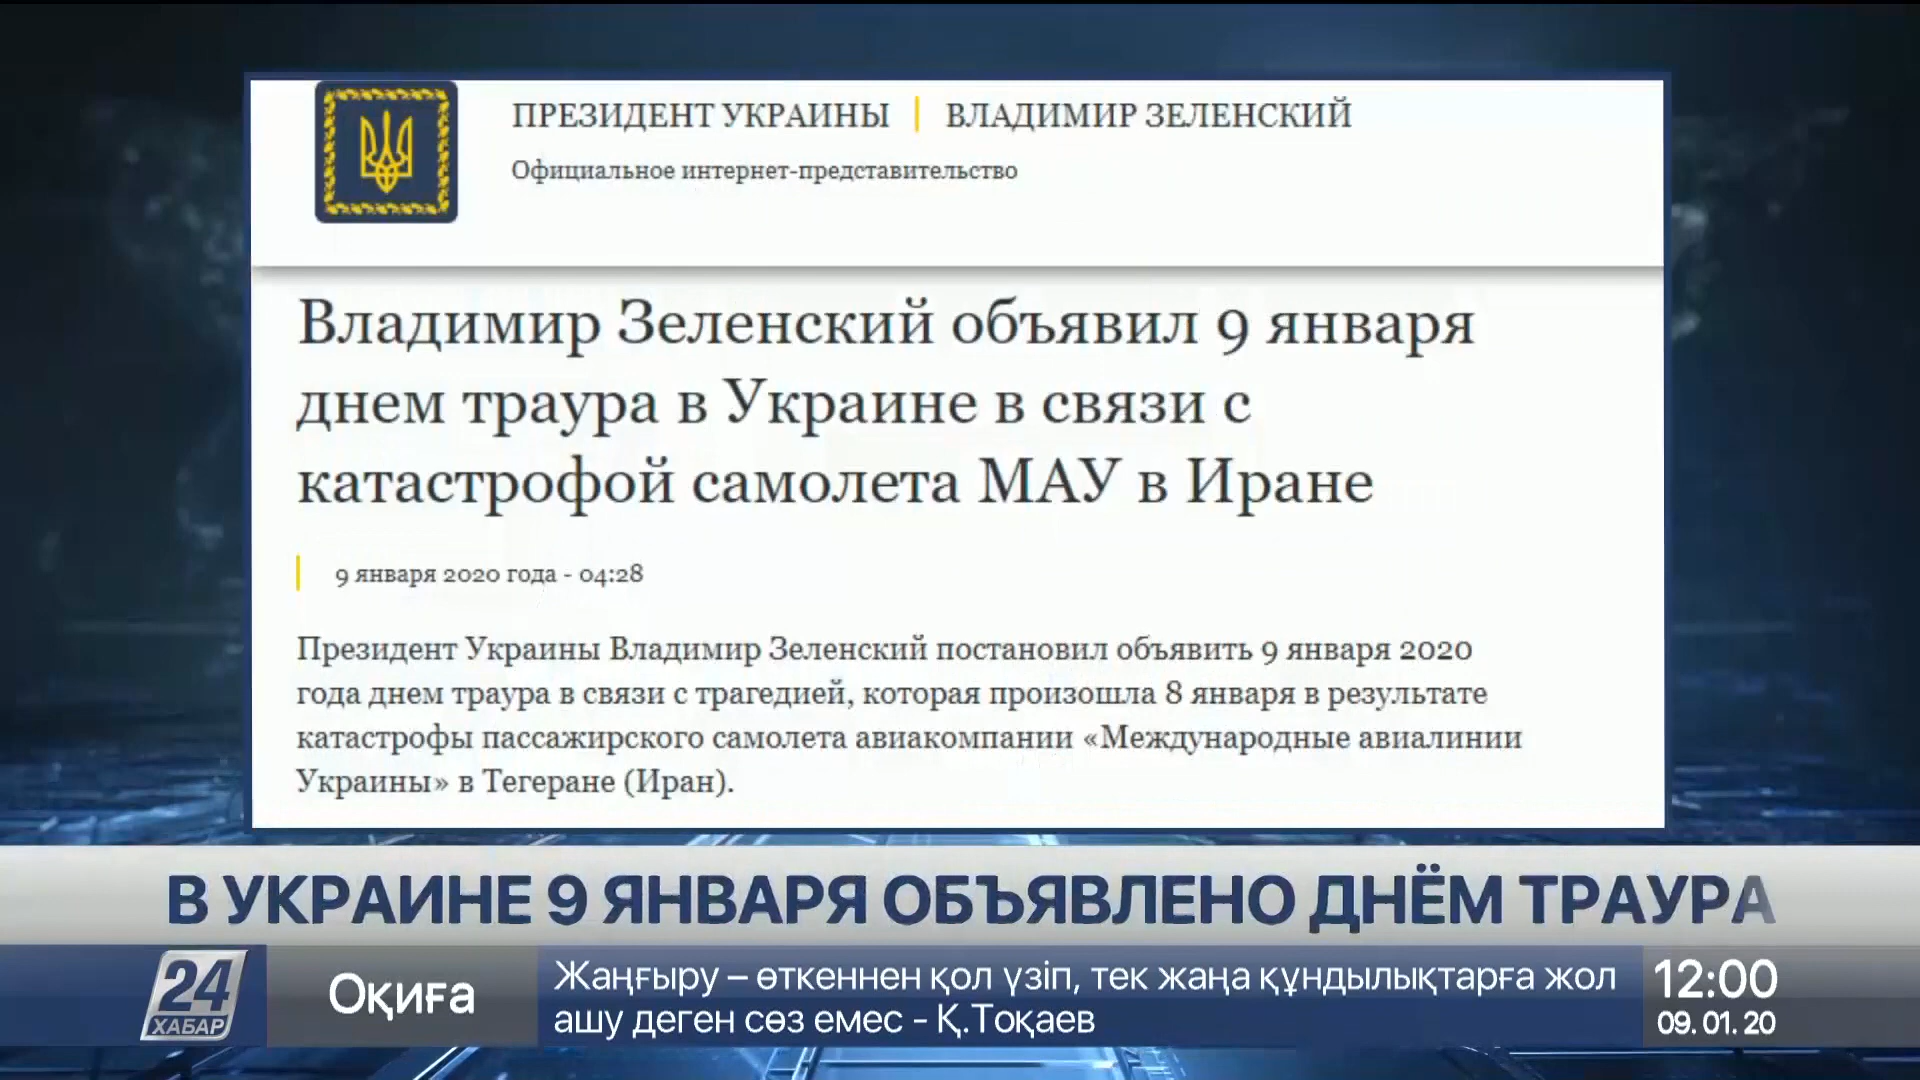 ПРЕЗИДЕНТ УКРАИНЫ | ВЛАДИМИР ЗЕЛЕНСКИЙ
Официальное интернет-представительство
Владимир Зеленский объявил 9 января
днем траура в Украине в связи с
катастрофой самолета МАУ в Иране
9 января 2020 года - 04:28
Президент Украины Владимир Зеленский постановил объявить 9 января 2020
года днем траура в связи с трагедией, которая произошла 8 января в результате
катастрофы пассажирского самолета авиакомпании «Международные авиалинии
Украины» в Тегеране (Иран).
В УКРАИНЕ 9 ЯНВАРЯ ОБЪЯВЛЕНО ДНЁМ ТРАУРА
24
ХАБАР
Оқиға
Жаңғыру – өткеннен қол үзіп, тек жаңа құндылықтарға жол
ашу деген сөз емес - Қ.Тоқаев
12:00
09. 01. 20